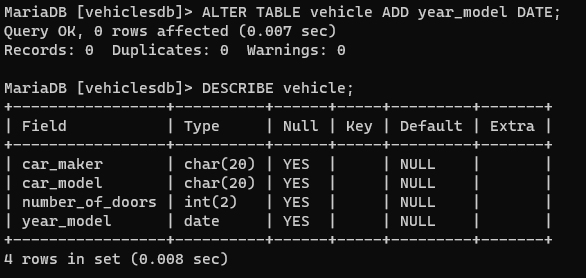 MariaDB [vehiclesdb]> ALTER TABLE vehicle ADD year_model DATE;
Query OK, 0 rows affected (0.007 sec)
Records: 0  Duplicates: 0  Warnings: 0

MariaDB [vehiclesdb]> DESCRIBE vehicle;
+-----------------+----------+------+-----+---------+-------+
| Field           | Type     | Null | Key | Default | Extra |
+-----------------+----------+------+-----+---------+-------+
| car_maker       | char(20) | YES  |     | NULL    |       |
| car_model       | char(20) | YES  |     | NULL    |       |
| number_of_doors | int(2)   | YES  |     | NULL    |       |
| year_model      | date     | YES  |     | NULL    |       |
+-----------------+----------+------+-----+---------+-------+
4 rows in set (0.008 sec)